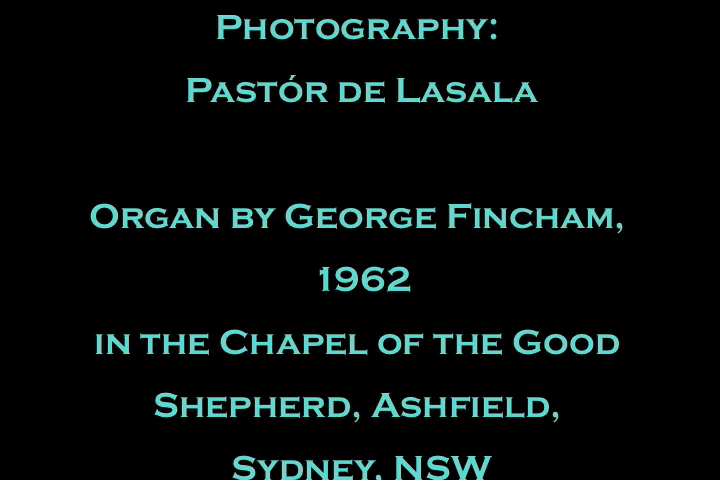 Photography:
Pastór de Lasala
Organ by George Fincham,
1962
in the Chapel of the Good
Shepherd, Ashfield,
Sydney, NSW